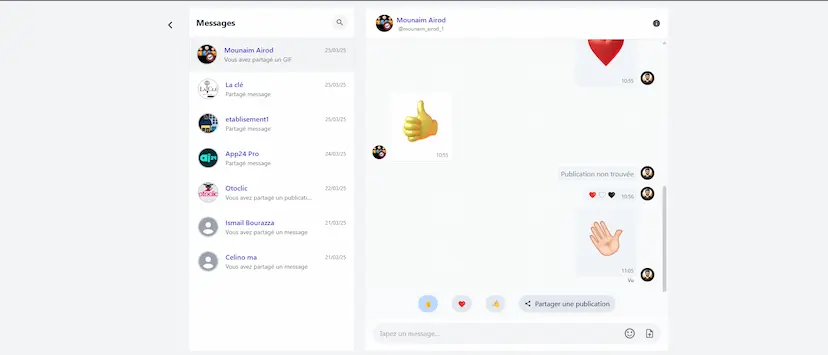 Messages
Mounaim Airod
23/03/25
Vous avez partagé un GIF
La clé
25/03/25
Partagé message
etablisement1
25/03/25
Partagé message
App24 Pro
24/03/25
Partagé message
Otoclic
22/03/25
Vous avez partagé un publicati...
Ismail Bourazza
21/03/25
Vous avez partagé un message
Celino ma
21/03/25
Vous avez partagé un message
Mounaim Airod
@mounaim_airod_1
10:55
10:55
Publication non trouvée
10:56
11:05
Vu
Partager une publication
Tapez un message...